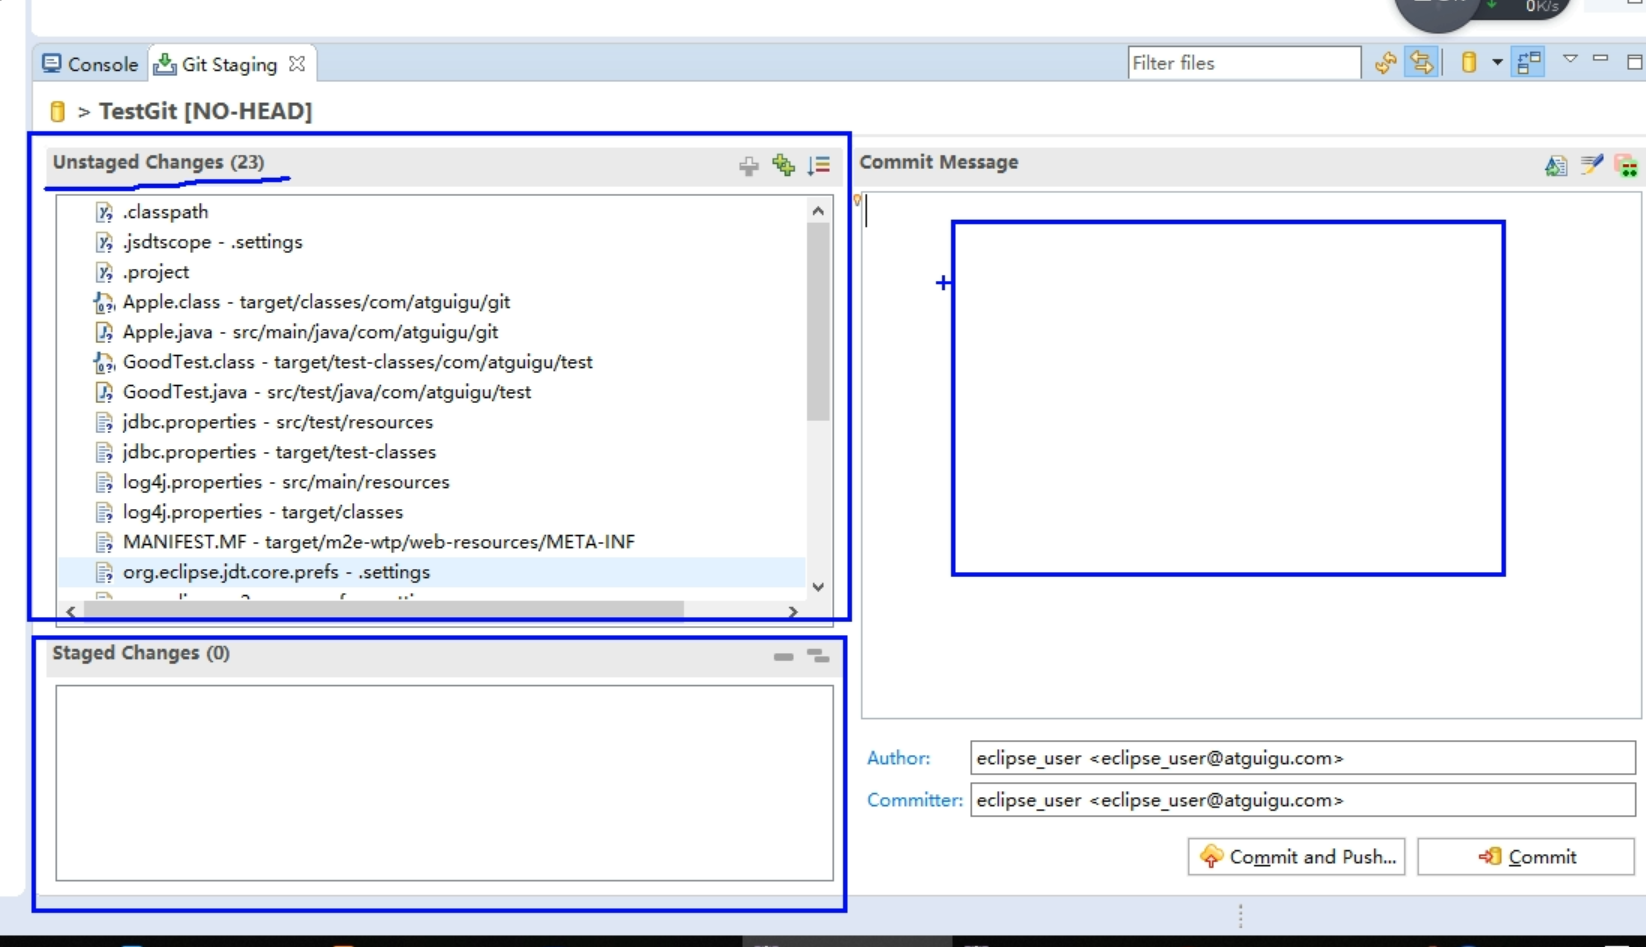 0K/s
Console
Git Staging
Filter files
> TestGit [NO-HEAD]
Unstaged Changes (23)
.classpath
.jsdtscope - .settings
.project
Apple.class - target/classes/com/atguigu/git
Apple.java - src/main/java/com/atguigu/git
GoodTest.class - target/test-classes/com/atguigu/test
GoodTest.java - src/test/java/com/atguigu/test
jdbc.properties - src/test/resources
jdbc.properties - target/test-classes
log4j.properties - src/main/resources
log4j.properties - target/classes
MANIFEST.MF - target/m2e-wtp/web-resources/META-INF
org.eclipse.jdt.core.prefs - .settings
Staged Changes (0)
Commit Message
Author:
eclipse_user <eclipse_user@atguigu.com>
Committer:
eclipse_user <eclipse_user@atguigu.com>
Commit and Push...
Commit